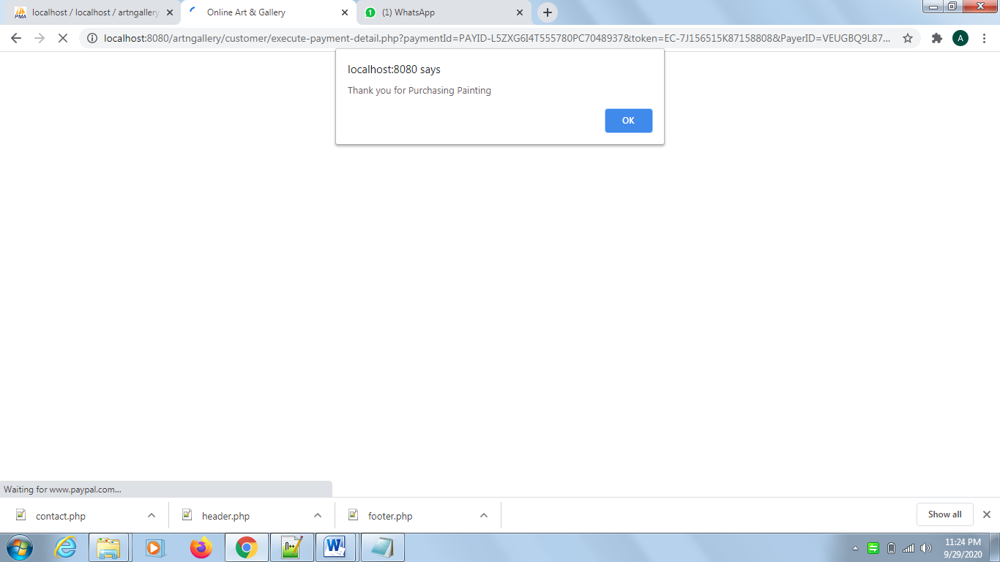 PMA
localhost / localhost / artngallery
Online Art & Gallery
1
(1) WhatsApp
localhost:8080/artngallery/customer/execute-payment-detail.php?paymentId=PAYID-L5ZXG6I4T555780PC7048937&token=EC-7J156515K87158808&PayerID=VEUGBQ9L87...
A
localhost:8080 says
Thank you for Purchasing Painting
OK
Waiting for www.paypal.com...
contact.php
header.php
footer.php
Show all
11:24 PM
9/29/2020